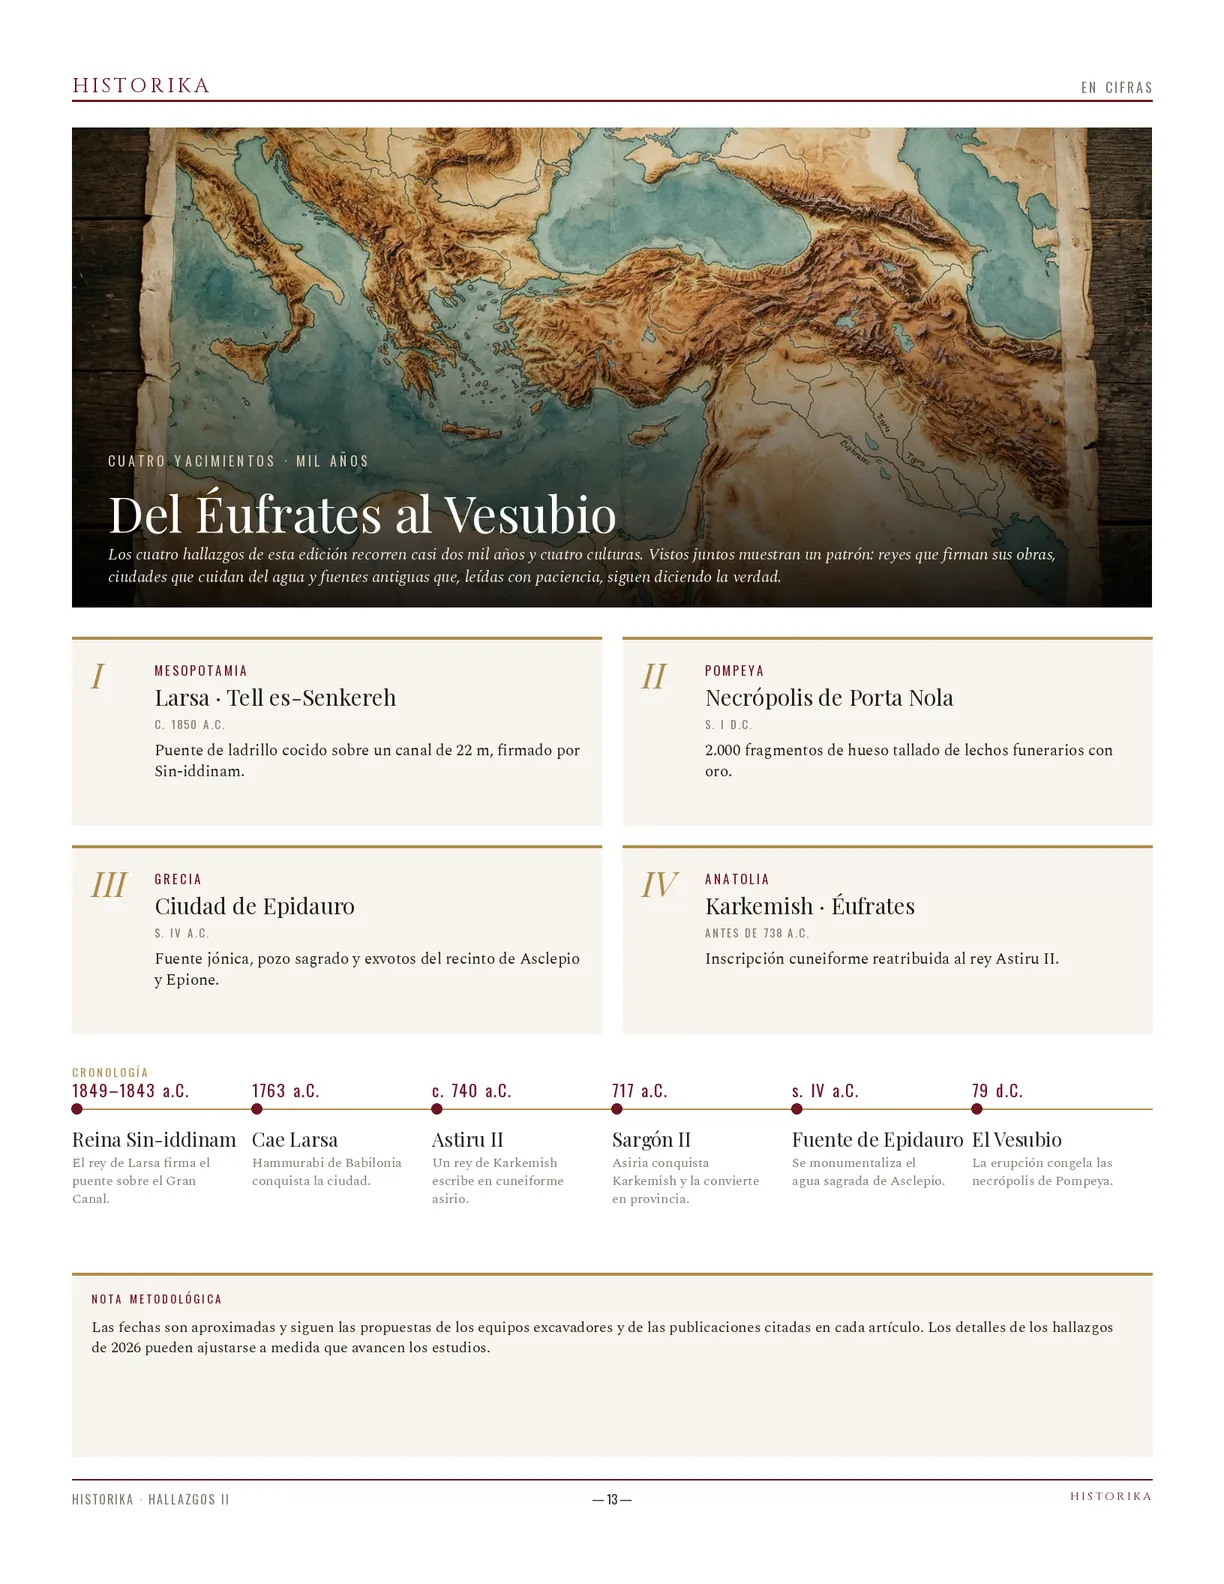 HISTORIKA
EN CIFRAS
Tigris
Euphrates
Tigris
CUATRO YACIMIENTOS · MIL AÑOS
Del Éufrates al Vesubio
Los cuatro hallazgos de esta edición recorren casi dos mil años y cuatro culturas. Vistos juntos muestran un patrón: reyes que firman sus obras,
ciudades que cuidan del agua y fuentes antiguas que, leídas con paciencia, siguen diciendo la verdad.
I
MESOPOTAMIA
Larsa · Tell es-Senkereh
C. 1850 A.C.
Puente de ladrillo cocido sobre un canal de 22 m, firmado por
Sin-iddinam.
II
POMPEYA
Necrópolis de Porta Nola
S. I D.C.
2.000 fragmentos de hueso tallado de lechos funerarios con
oro.
III
GRECIA
Ciudad de Epidauro
S. IV A.C.
Fuente jónica, pozo sagrado y exvotos del recinto de Asclepio
y Epione.
IV
ANATOLIA
Karkemish · Éufrates
ANTES DE 738 A.C.
Inscripción cuneiforme reatribuida al rey Astiru II.
CRONOLOGÍA
1849–1843 a.C.
Reina Sin-iddinam
El rey de Larsa firma el
puente sobre el Gran
Canal.
1763 a.C.
Cae Larsa
Hammurabi de Babilonia
conquista la ciudad.
c. 740 a.C.
Astiru II
Un rey de Karkemish
escribe en cuneiforme
asirio.
717 a.C.
Sargón II
Asiria conquista
Karkemish y la convierte
en provincia.
s. IV a.C.
Fuente de Epidauro
Se monumentaliza el
agua sagrada de Asclepio.
79 d.C.
El Vesubio
La erupción congela las
necrópolis de Pompeya.
NOTA METODOLÓGICA
Las fechas son aproximadas y siguen las propuestas de los equipos excavadores y de las publicaciones citadas en cada artículo. Los detalles de los hallazgos
de 2026 pueden ajustarse a medida que avancen los estudios.
HISTORIKA · HALLAZGOS II
— 13 —
HISTORIKA